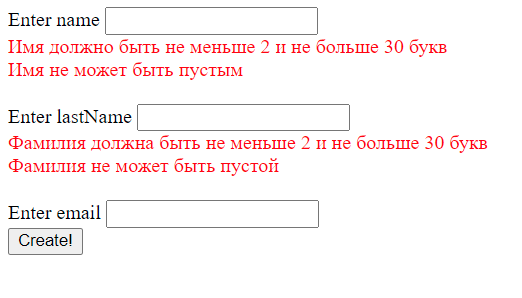 Enter name
Имя должно быть не меньше 2 и не больше 30 букв
Имя не может быть пустым
Enter lastName
Фамилия должна быть не меньше 2 и не больше 30 букв
Фамилия не может быть пустой
Enter email
Create!